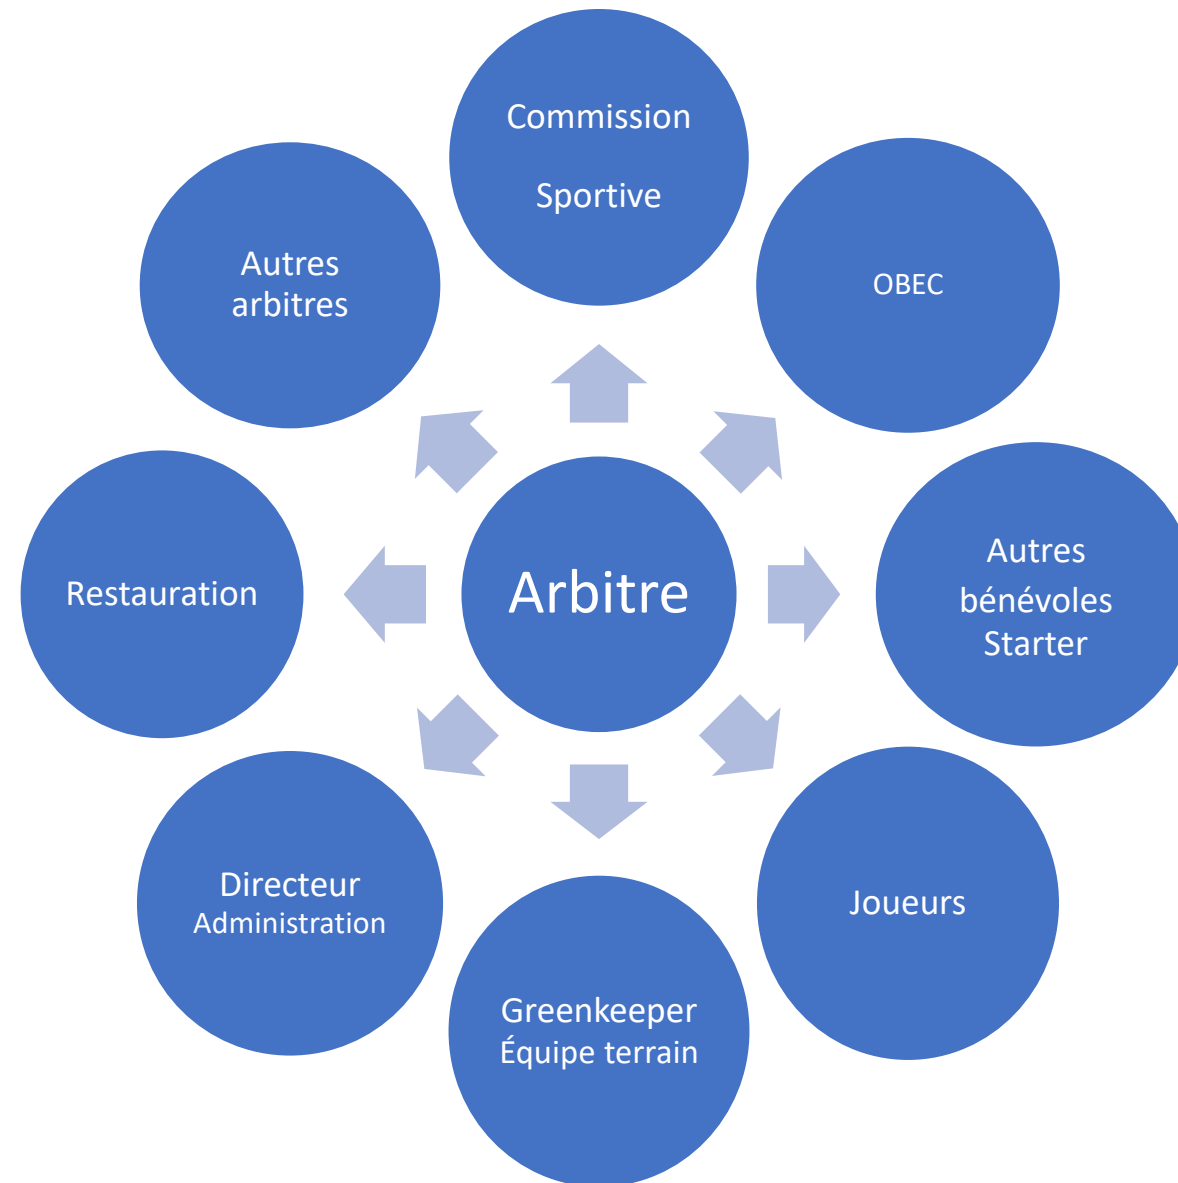 Commission
Sportive
OBEC
Autres
bénévoles
Starter
Joueurs
Greenkeeper
Équipe terrain
Directeur
Administration
Restauration
Autres
arbitres
Arbitre